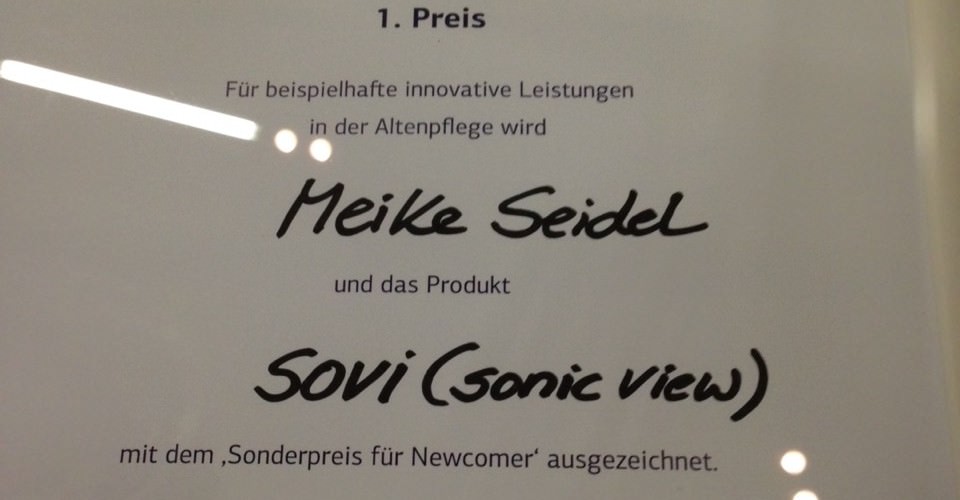 1. Preis
Für beispielhafte innovative Leistungen
in der Altenpflege wird
Meike Seidel
und das Produkt
SOVI (sonic view)
mit dem ‚Sonderpreis für Newcomer‘ ausgezeichnet.